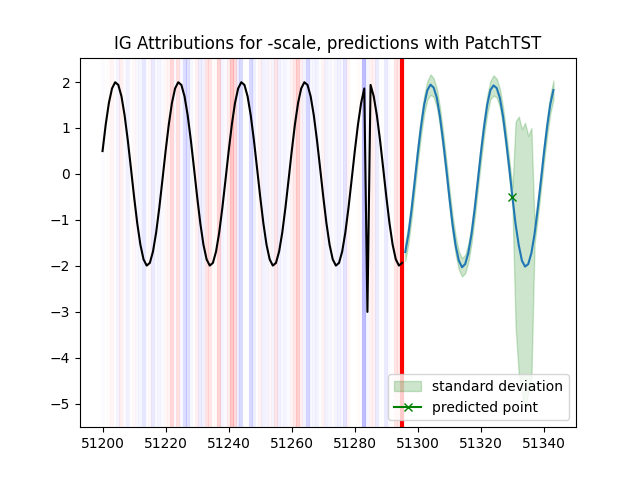 IG Attributions for -scale, predictions with PatchTST
2
1
0
−1
−2
−3
−4
−5
standard deviation
predicted point
51200 51220 51240 51260 51280 51300 51320 51340